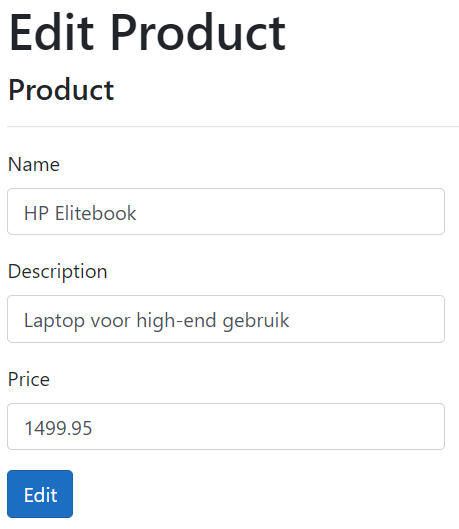 Edit Product
Product
Name
HP Elitebook
Description
Laptop voor high-end gebruik
Price
1499.95
Edit